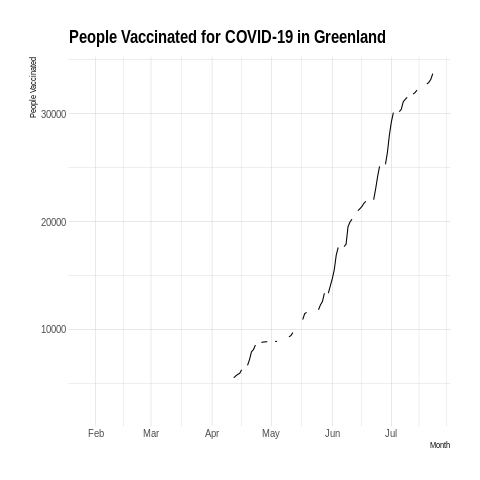 People Vaccinated for COVID-19 in Greenland
People Vaccinated
30000
20000
10000
Feb Mar Apr May Jun Jul
Month